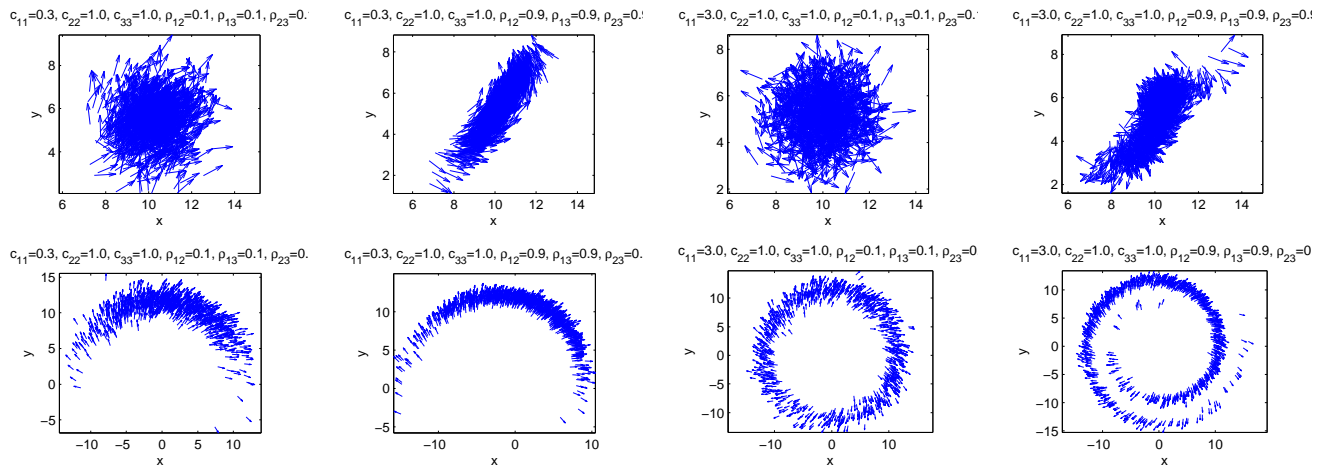 c11=0.3, c22=1.0, c33=1.0, ρ12=0.1, ρ13=0.1, ρ23=0.
c11=0.3, c22=1.0, c33=1.0, ρ12=0.9, ρ13=0.9, ρ23=0.9
c11=3.0, c22=1.0, c33=1.0, ρ12=0.1, ρ13=0.1, ρ23=0.
c11=3.0, c22=1.0, c33=1.0, ρ12=0.9, ρ13=0.9, ρ23=0.9
8 8 8 8
6 6 6 6
4 4 4 4
2 2 2
y y y y
6 8 10 12 14 6 8 10 12 14 6 8 10 12 14 6 8 10 12 14
x x x x
c11=0.3, c22=1.0, c33=1.0, ρ12=0.1, ρ13=0.1, ρ23=0.
c11=0.3, c22=1.0, c33=1.0, ρ12=0.9, ρ13=0.9, ρ23=0.
c11=3.0, c22=1.0, c33=1.0, ρ12=0.1, ρ13=0.1, ρ23=0
c11=3.0, c22=1.0, c33=1.0, ρ12=0.9, ρ13=0.9, ρ23=0
15
10 10 10 10
5 5 5 5
0 0 0 0
−5 −5 −5 −5
−10 −10
−15
y y y y
−10 −5 0 5 10 −10 0 10 −10 0 10 −10 0 10
x x x x